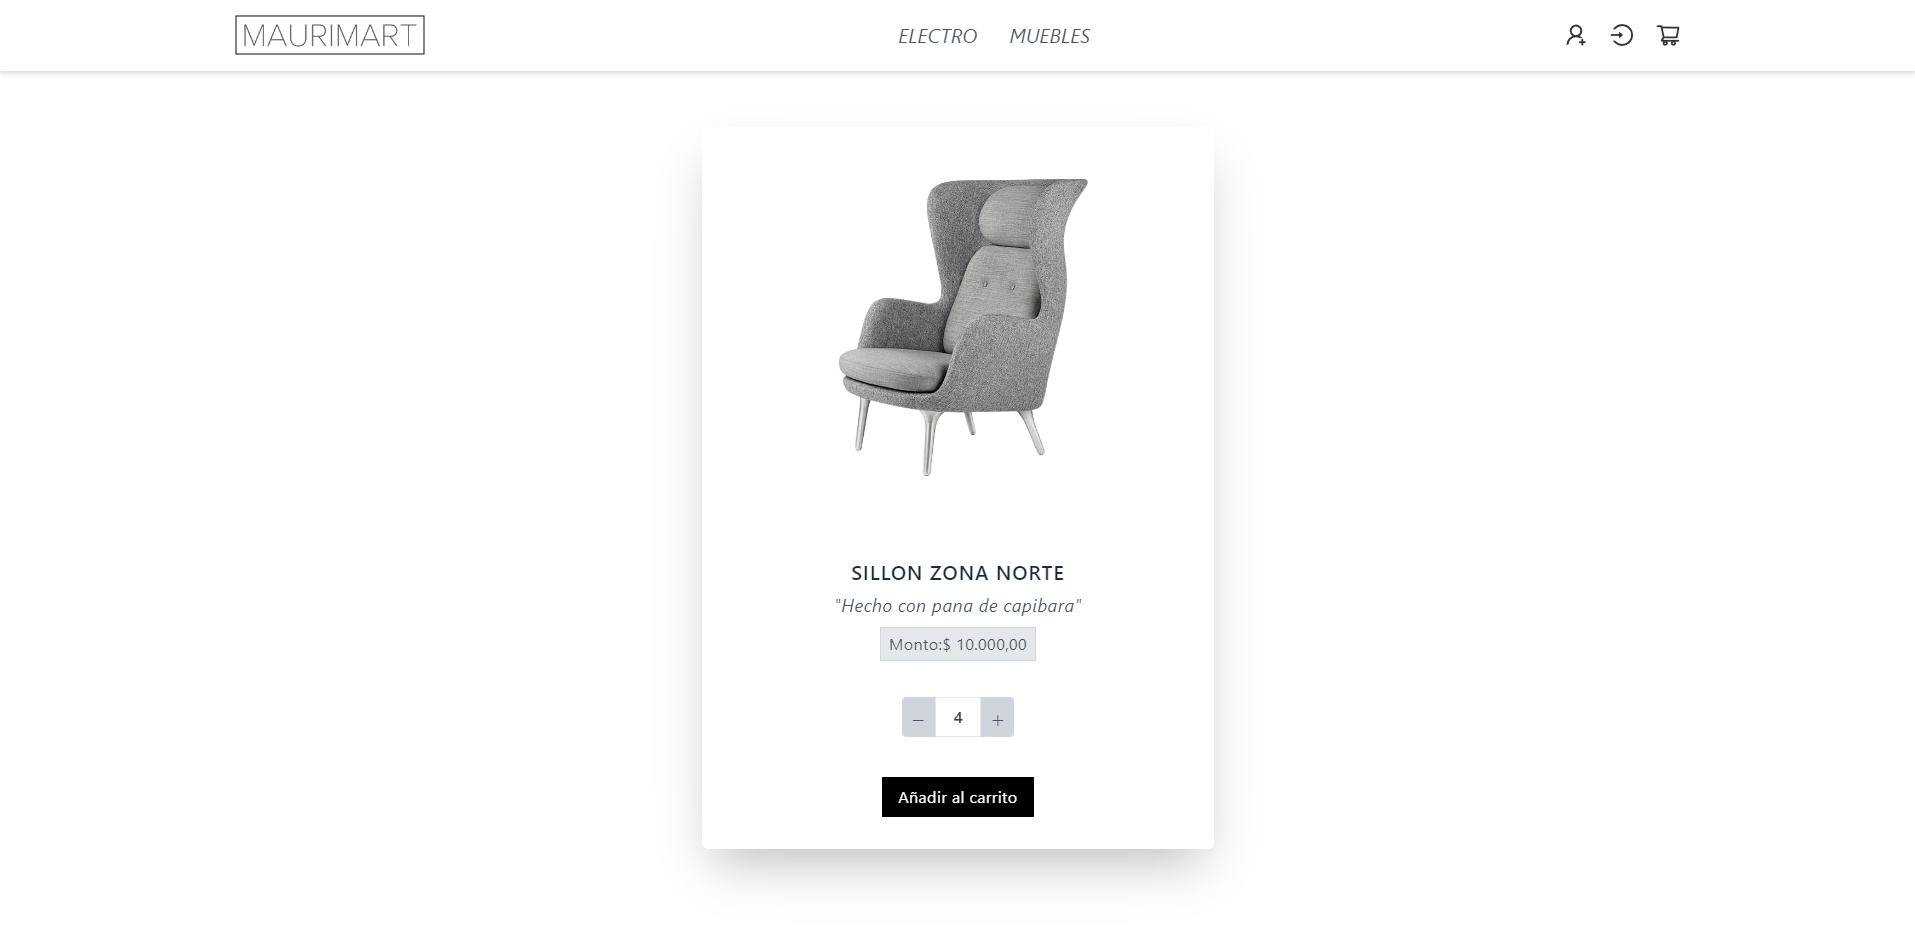 MAURIMART
ELECTRO MUEBLES
SILLON ZONA NORTE
"Hecho con pana de capibara"
Monto:$ 10.000,00
– 4 +
Añadir al carrito